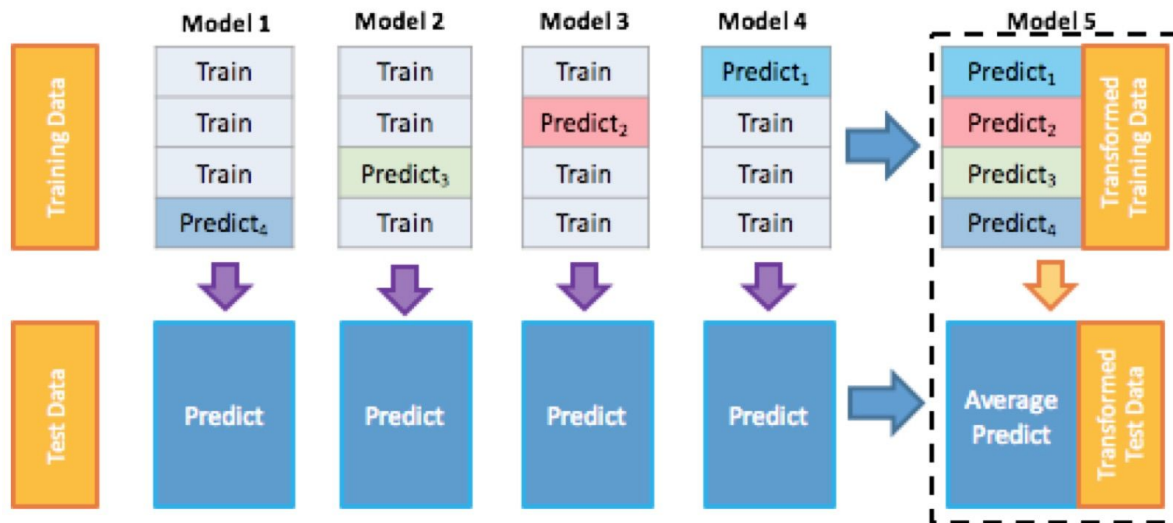 Model 1
Model 2
Model 3
Model 4
Model 5
Training Data
Train
Train
Train
Predict₄
Train
Train
Predict₃
Train
Train
Predict₂
Train
Train
Predict₁
Train
Train
Train
Predict₁
Predict₂
Predict₃
Predict₄
Transformed
Training Data
Test Data
Predict
Predict
Predict
Predict
Average
Predict
Transformed
Test Data